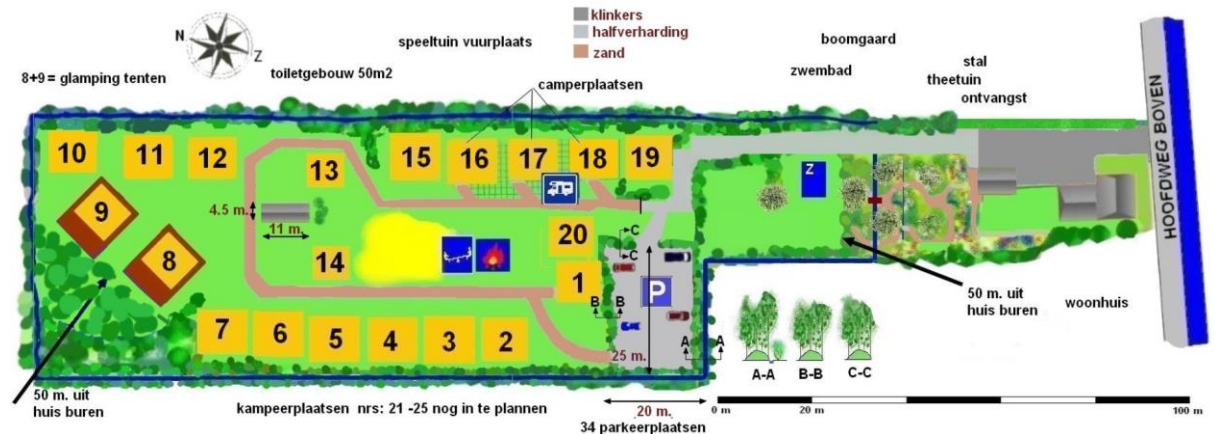 klinkers
halfverharding
zand
N
Z
speeltuin vuurplaats
boomgaard
zwembad
stal
theetuin
ontvangst
8+9 = glamping tenten
toiletgebouw 50m2
camperplaatsen
10
11
12
13
15
16
17
18
19
Z
HOOFDWEG BOVEN
9
4.5 m.
11 m.
20
C
C
8
14
1
P
B
B
50 m. uit
huis buren
woonhuis
7
6
5
4
3
2
25 m.
A
A
A-A
B-B
C-C
50 m. uit
huis buren
kampeerplaatsen nrs: 21 -25 nog in te plannen
20 m.
34 parkeerplaatsen
0 m
20 m
100 m